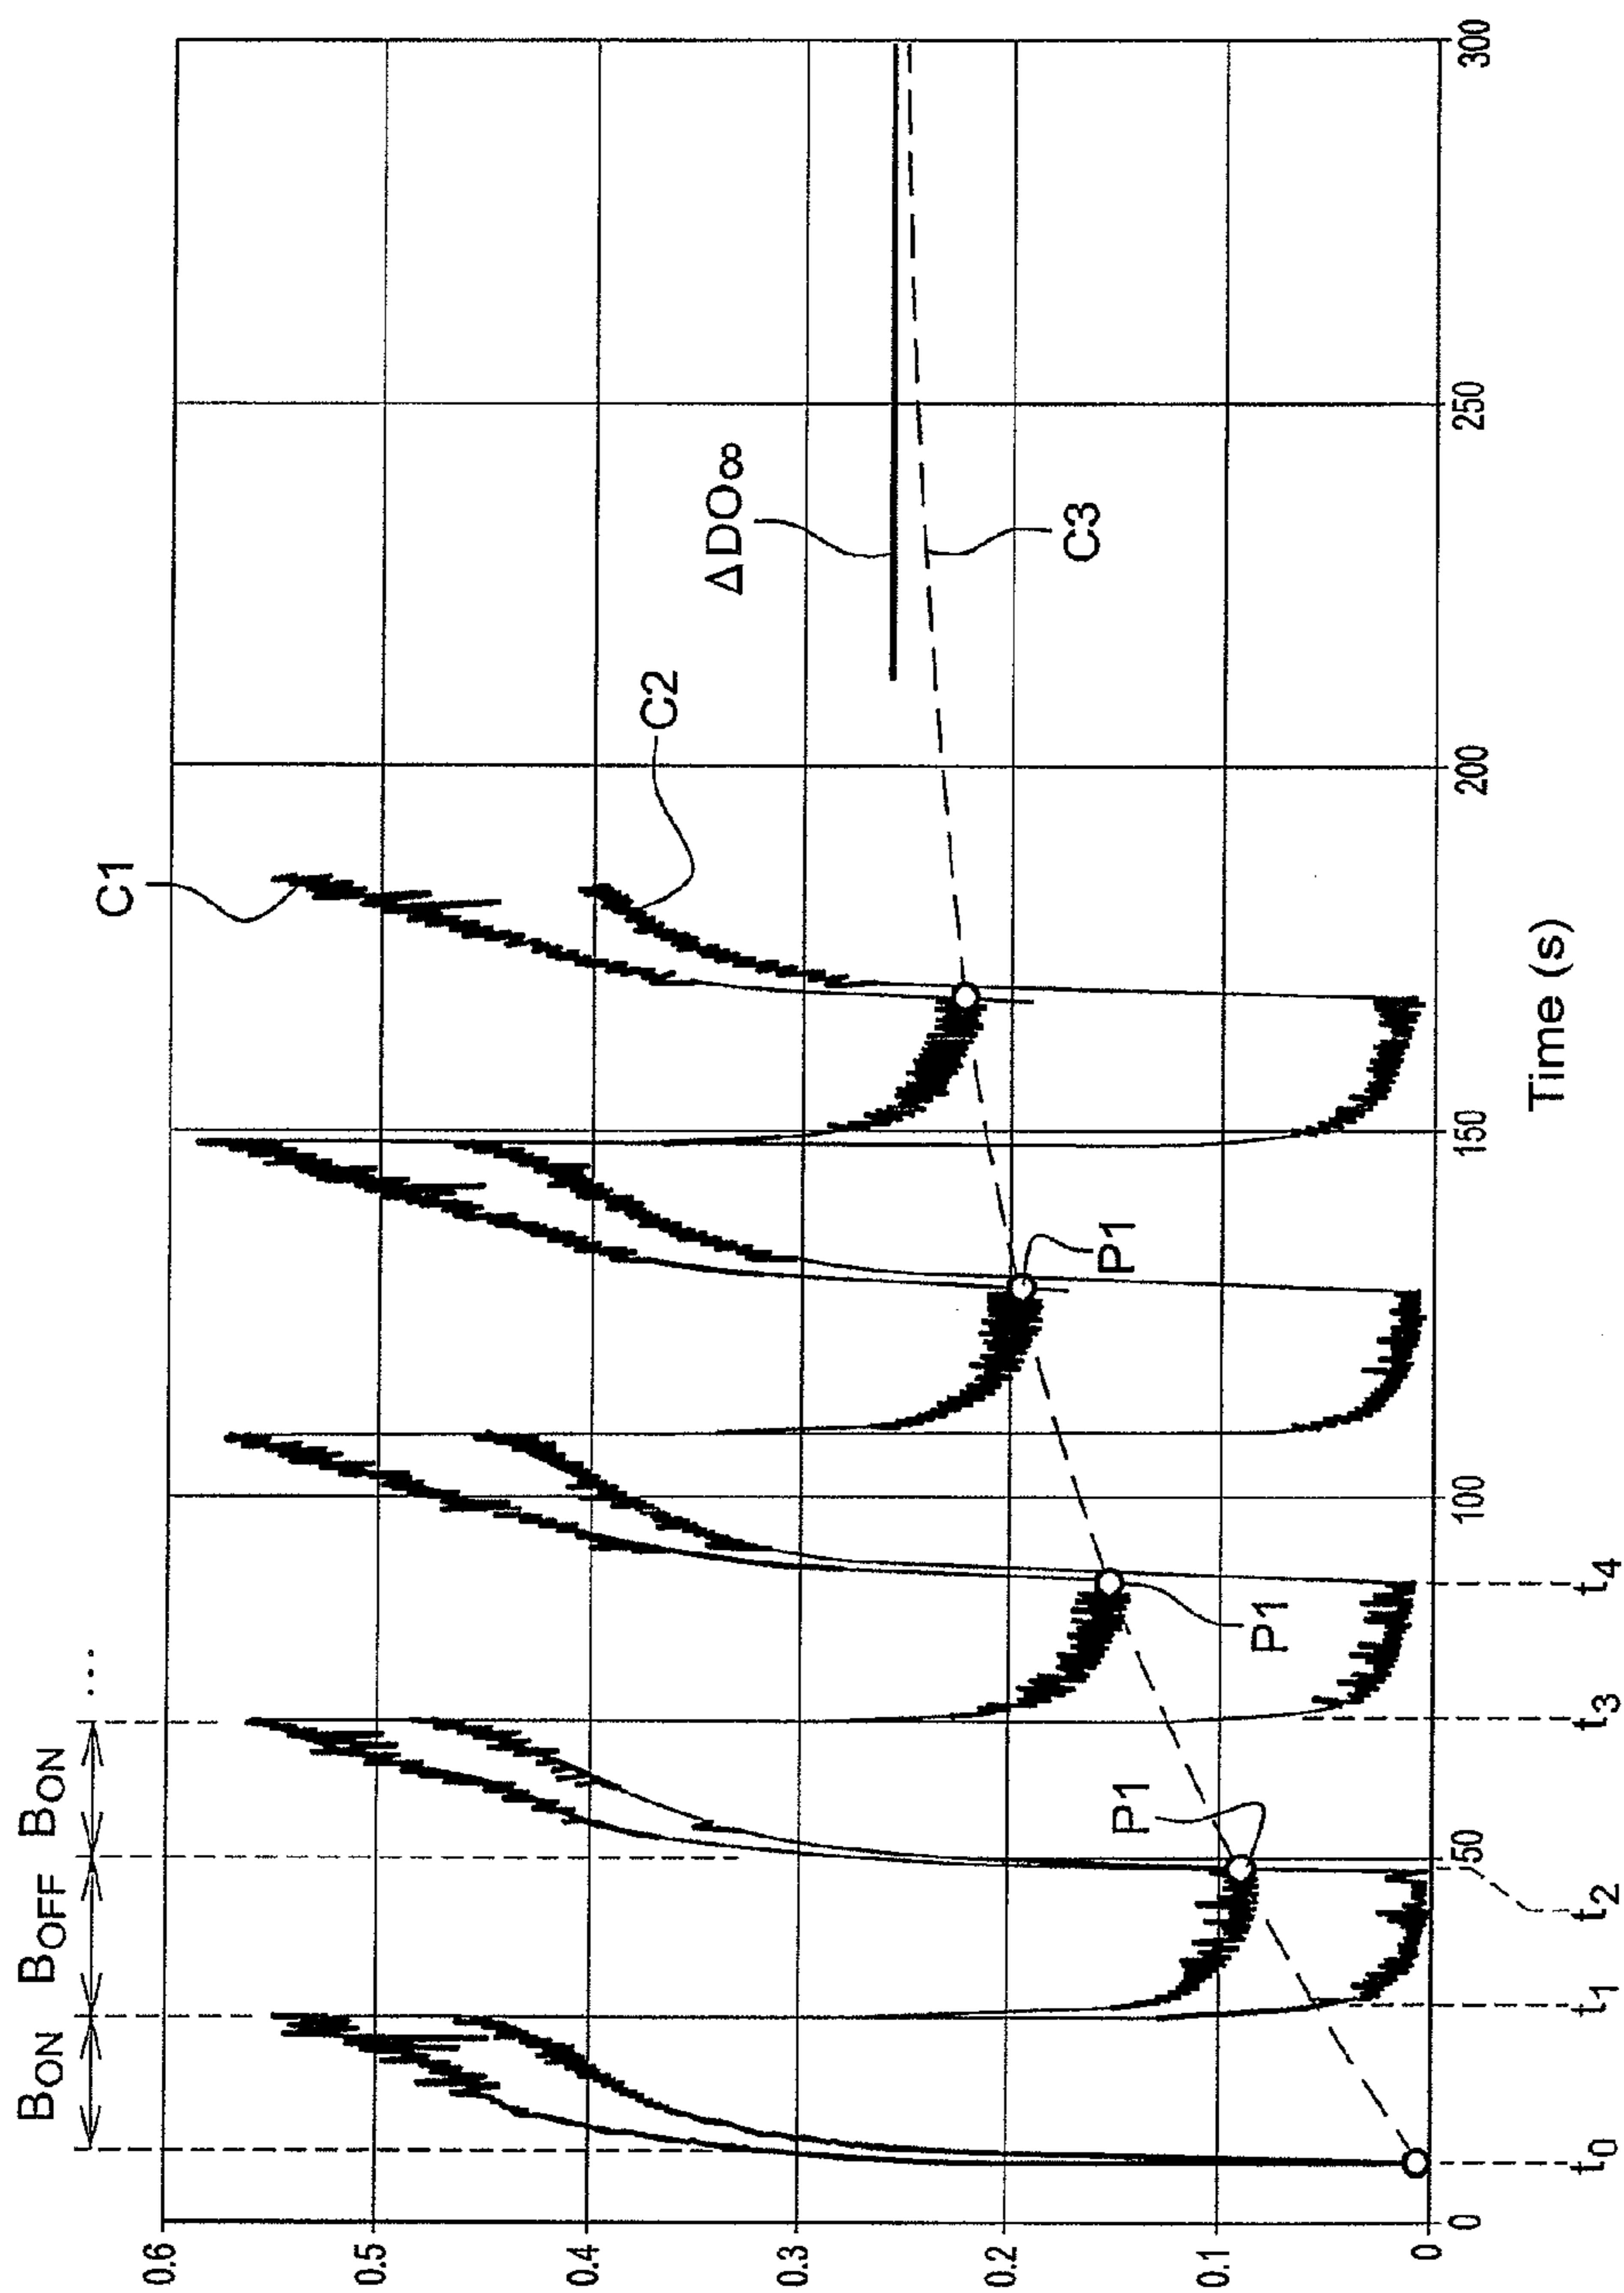 B_ON B_OFF B_ON ...
0.6
0.5
0.4
0.3
0.2
0.1
0
C1
C2
Δ DO∞
C3
P1
P1
P1
0
50
100
150
200
250
300
t_0
t_1
t_2
t_3
t_4
Time (s)